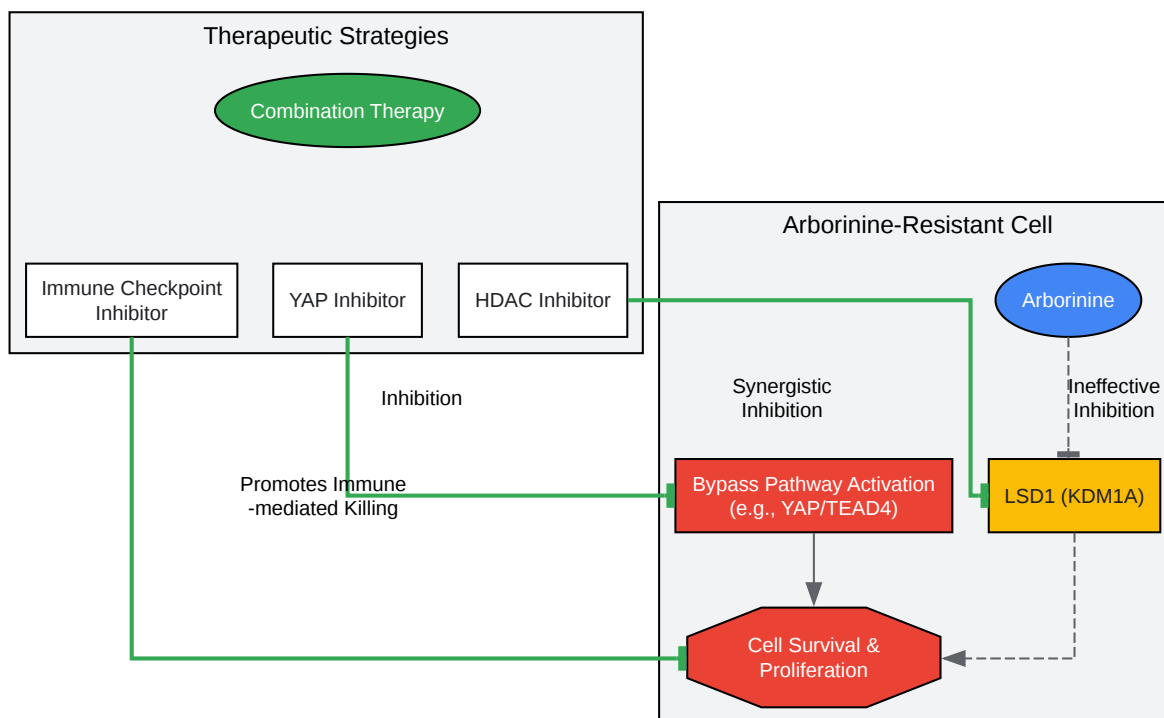 Therapeutic Strategies
Combination Therapy
Immune Checkpoint
Inhibitor
YAP Inhibitor
HDAC Inhibitor
Arborinine-Resistant Cell
Arborinine
Inhibition
Synergistic
Inhibition
Ineffective
Inhibition
Promotes Immune
-mediated Killing
Bypass Pathway Activation
(e.g., YAP/TEAD4)
LSD1 (KDM1A)
Cell Survival &
Proliferation